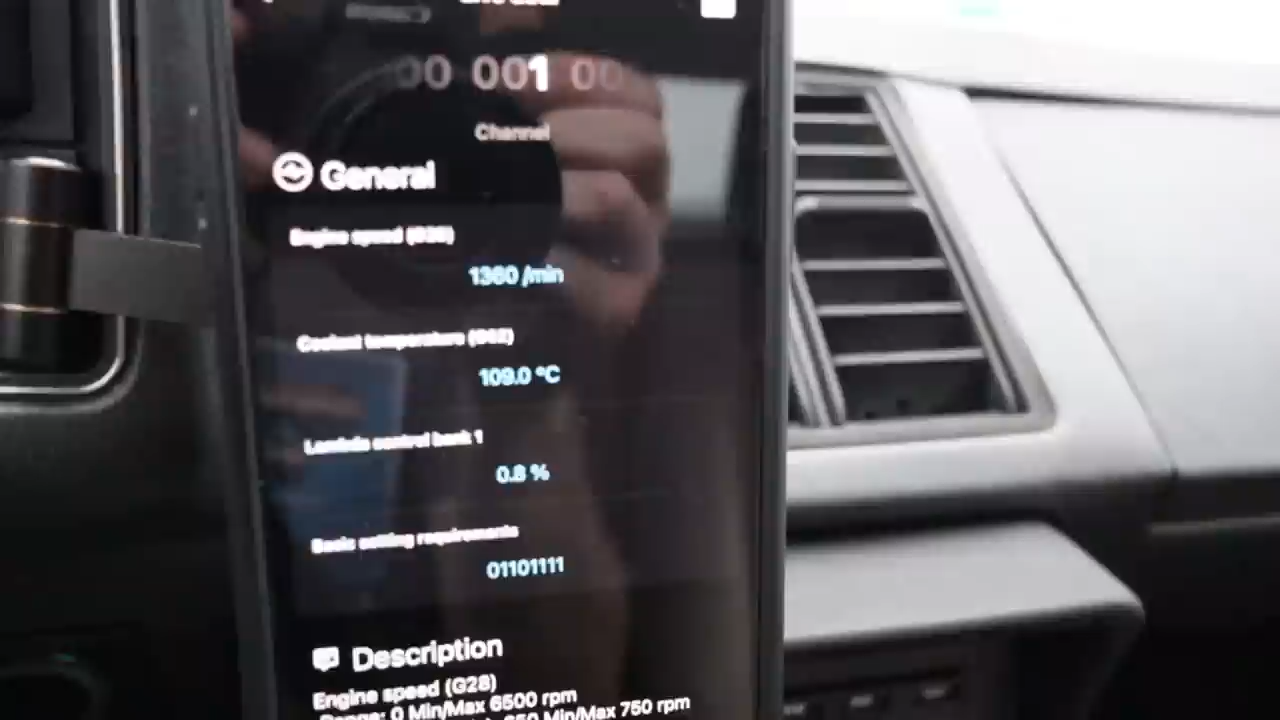 00 001 00
Channel
General
Engine speed (G28)
1360 /min
Coolant temperature (G62)
109.0 °C
Lambda control bank 1
0.8 %
Basic setting requirements
01101111
Description
Engine speed (G28)
Range: 0 Min/Max 6500 rpm
Min/Max 750 rpm